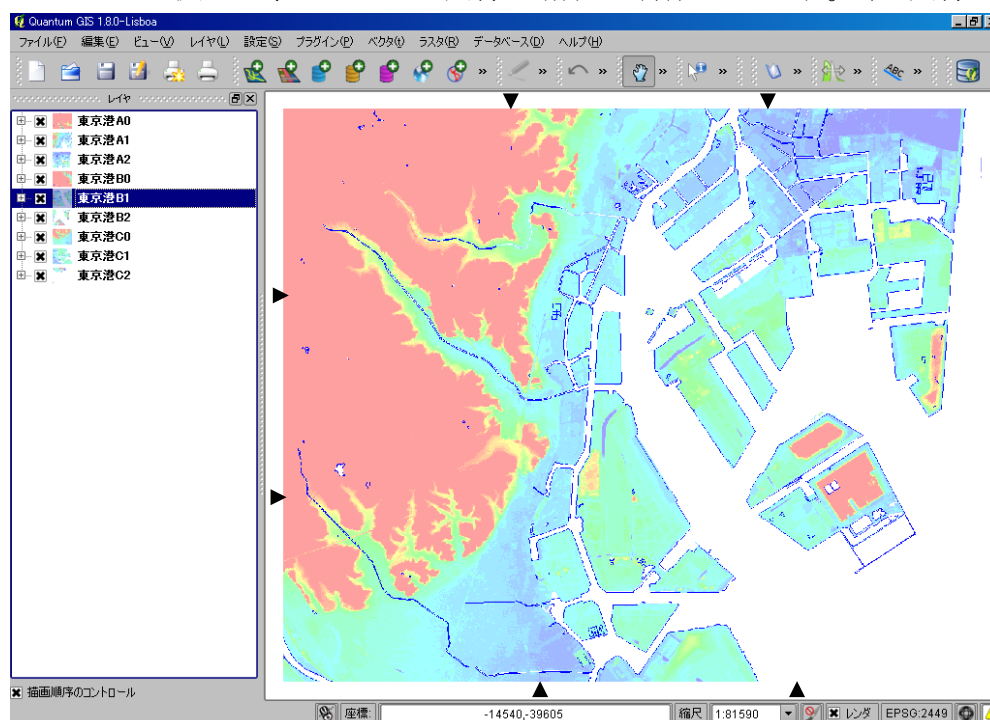 Quantum GIS 1.8.0-Lisboa
ファイル(F) 編集(E) ビュー(V) レイヤ(L) 設定(S) プラグイン(P) ベクタ(t) ラスタ(R) データベース(D) ヘルプ(H)
ABC
レイヤ
東京港A0
東京港A1
東京港A2
東京港B0
東京港B1
東京港B2
東京港C0
東京港C1
東京港C2
描画順序のコントロール
座標: -14540,-39605 縮尺 1:81590 レンダ EPSG:2449